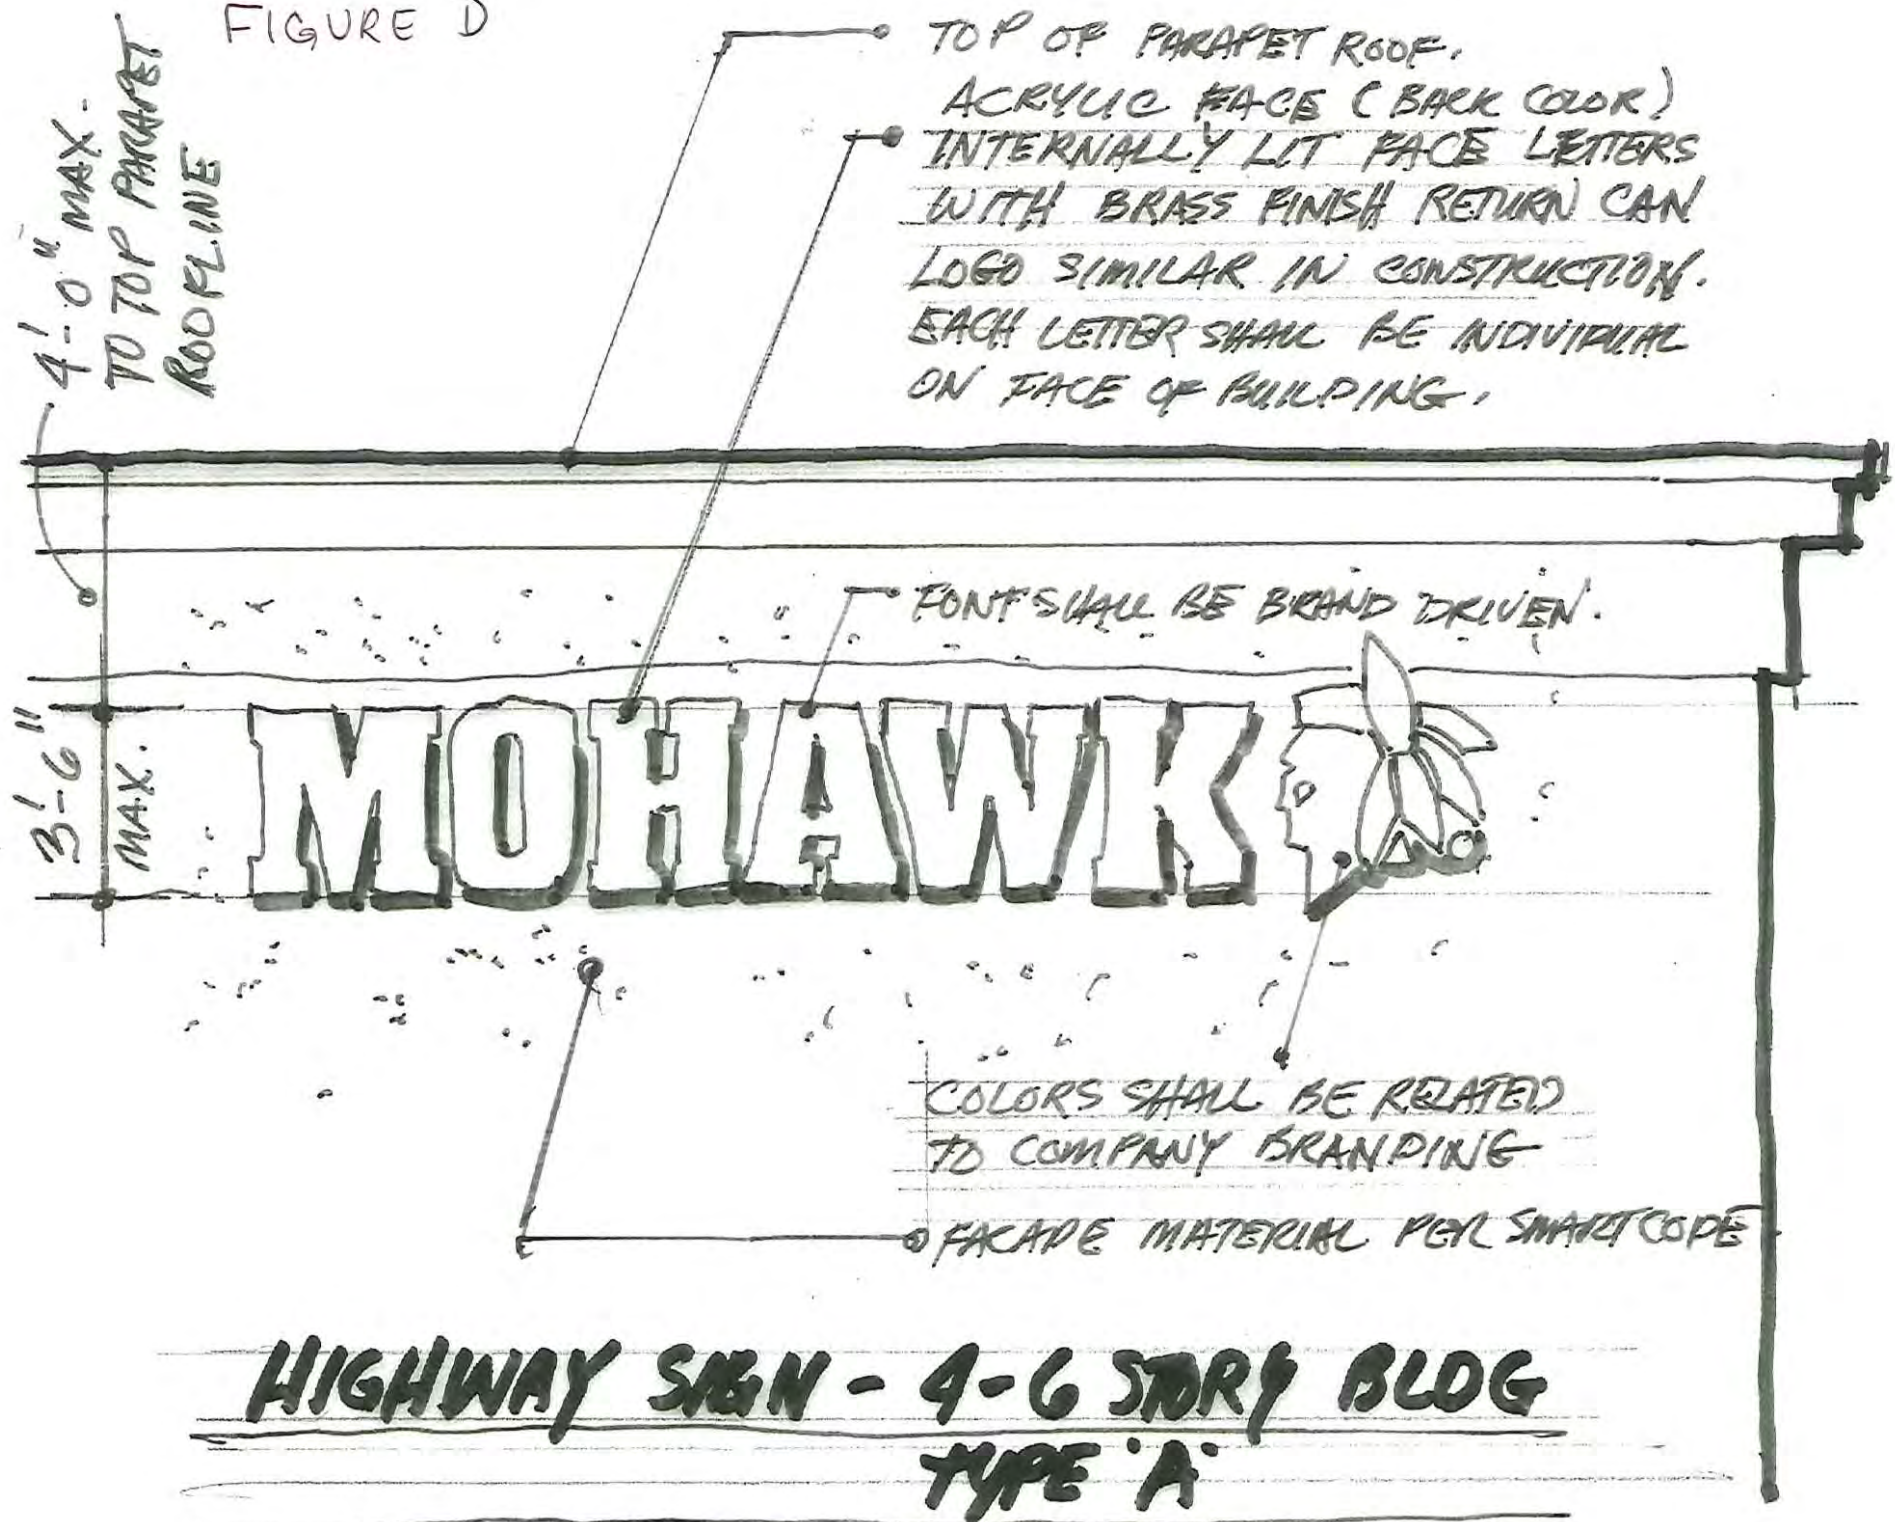 FIGURE D
4'-0" MAX.
TO TOP PARAPET
ROOFLINE
TOP OF PARAPET ROOF.
ACRYLIC FACE (BACK COLOR)
INTERNALLY LIT FACE LETTERS
WITH BRASS FINISH RETURN CAN
LOGO SIMILAR IN CONSTRUCTION.
EACH LETTER SHALL BE INDIVIDUAL
ON FACE OF BUILDING.
FONT SHALL BE BRAND DRIVEN.
3'-6"
MAX.
MOHAWK
COLORS SHALL BE RELATED
TO COMPANY BRANDING
FACADE MATERIAL PER SMARTCODE
HIGHWAY SIGN - 4-6 STORY BLDG
TYPE "A"